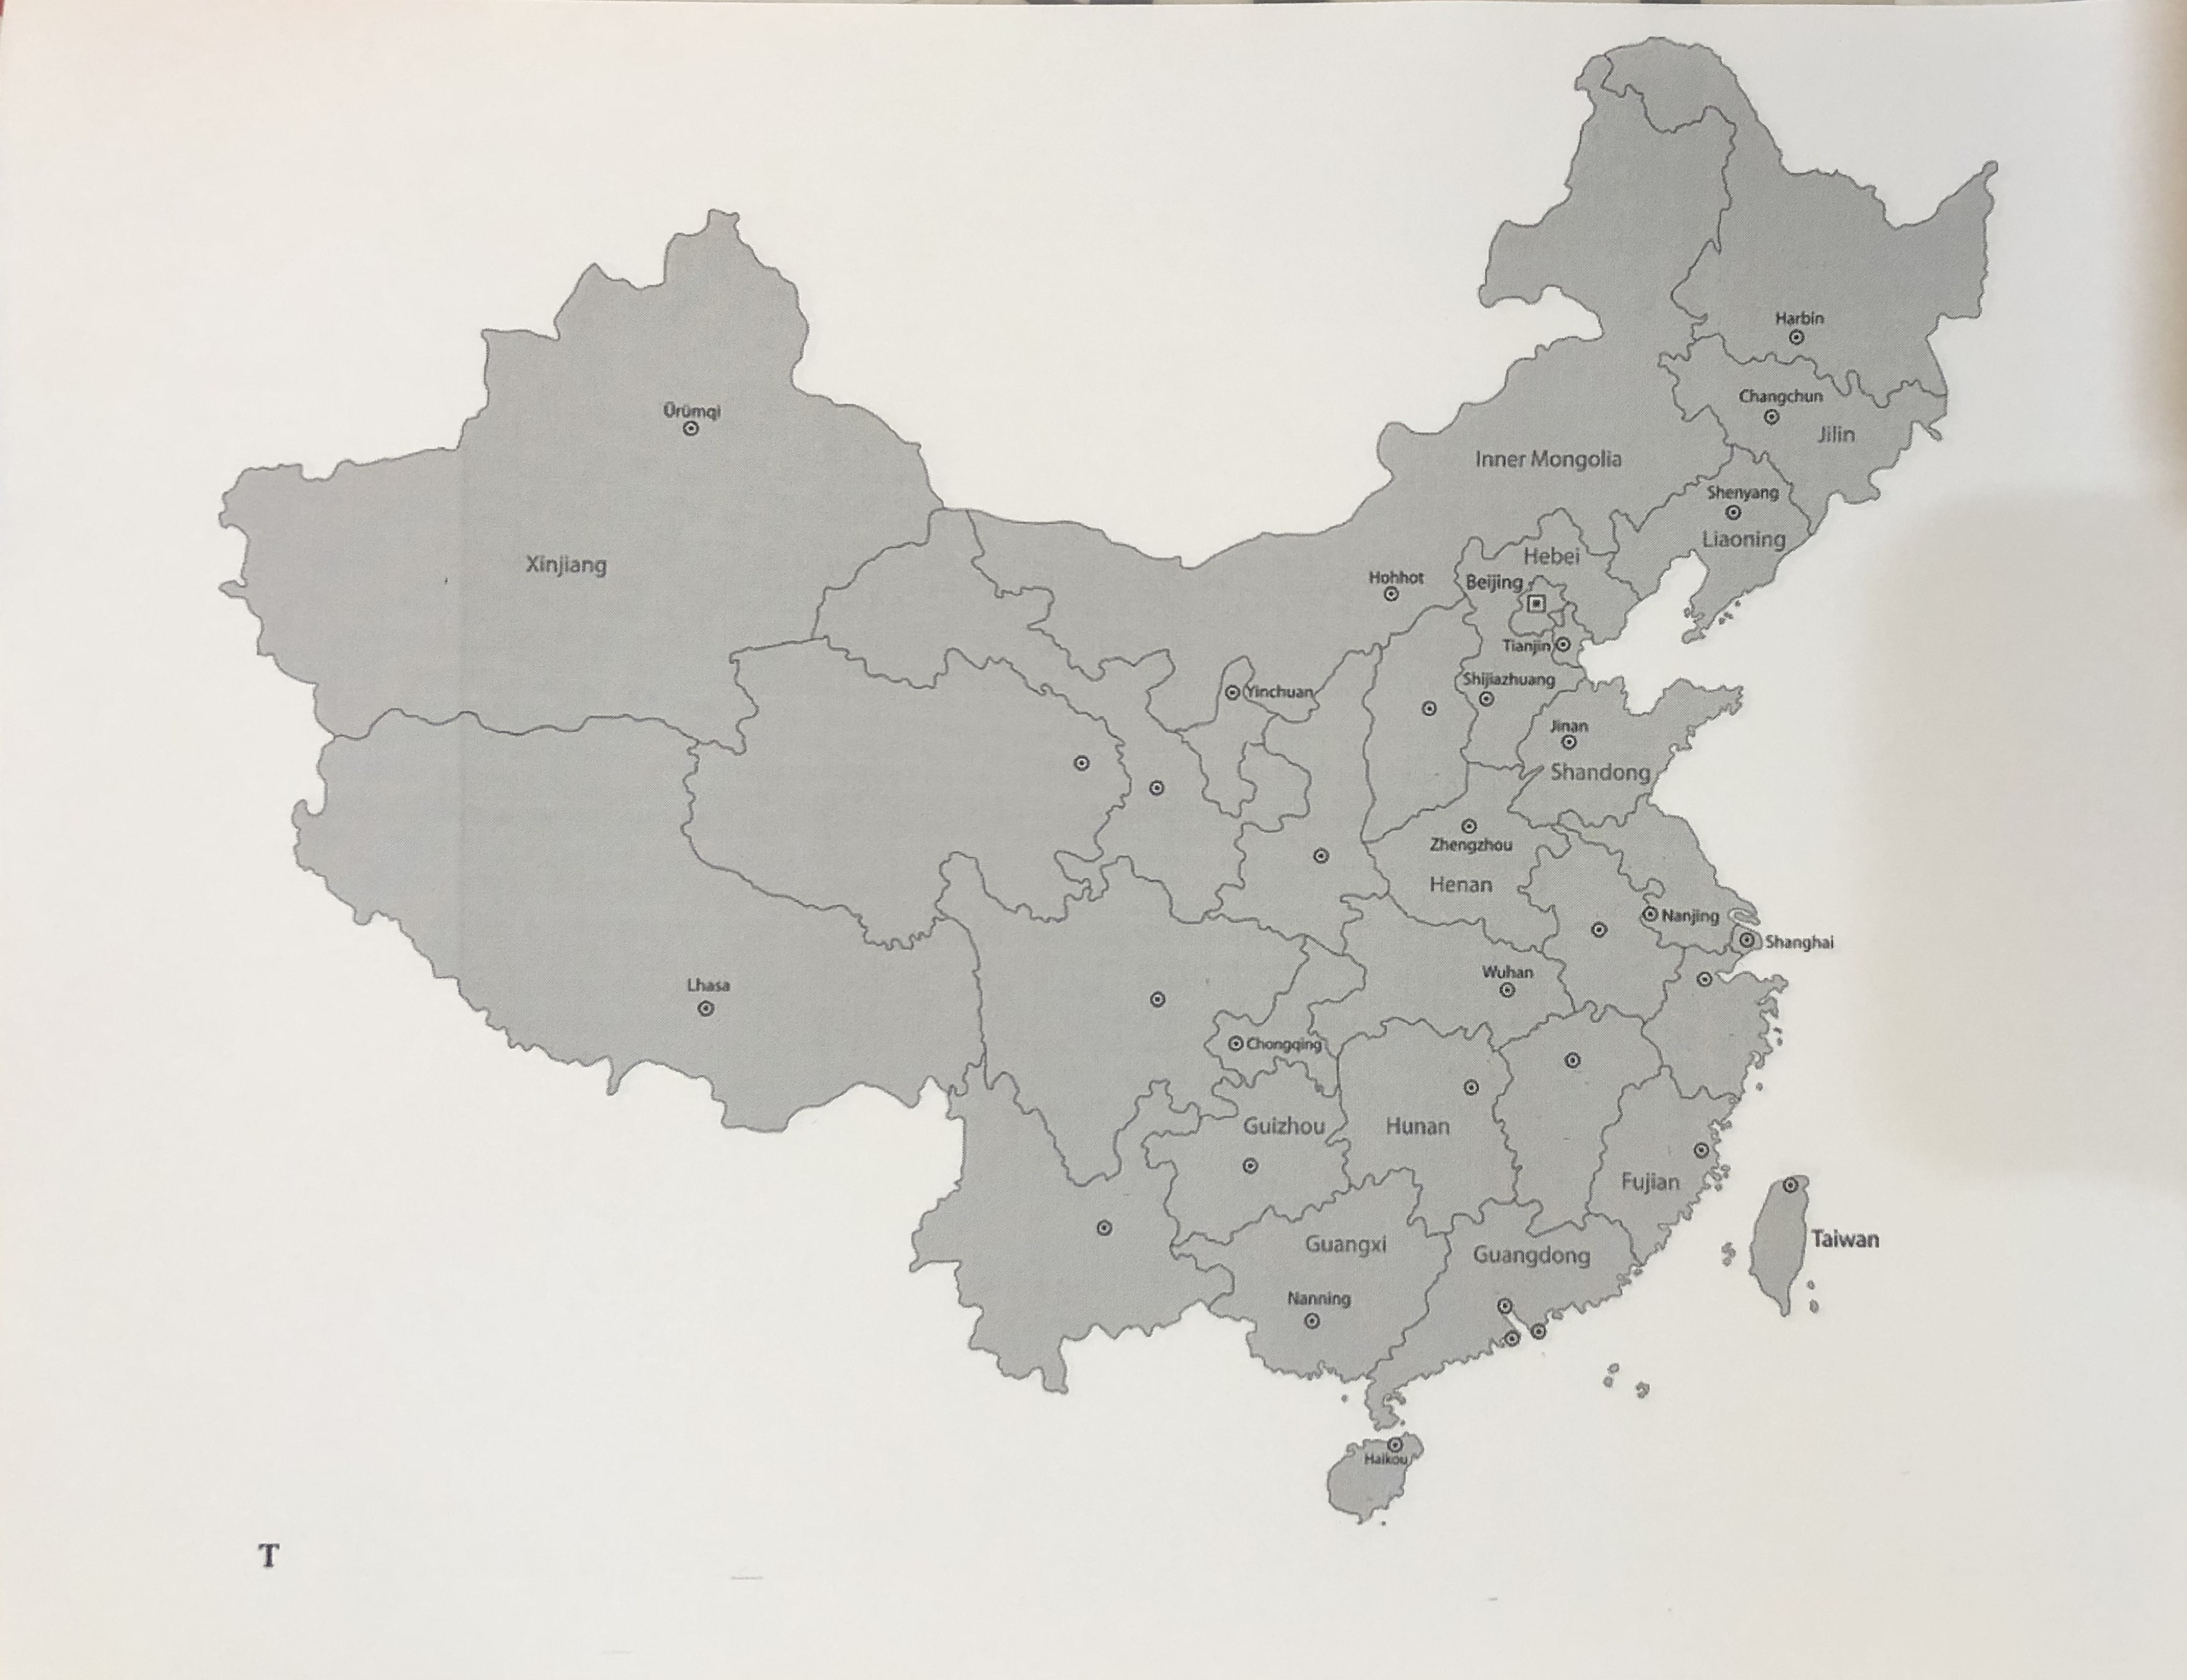 Harbin
Changchun
Jilin
Ürümqi
Inner Mongolia
Shenyang
Liaoning
Hebei
Xinjiang
Hohhot
Beijing
Tianjin
Shijiazhuang
Yinchuan
Jinan
Shandong
Zhengzhou
Henan
Nanjing
Shanghai
Wuhan
Lhasa
Chongqing
Guizhou
Hunan
Fujian
Taiwan
Guangxi
Guangdong
Nanning
Haikou
T